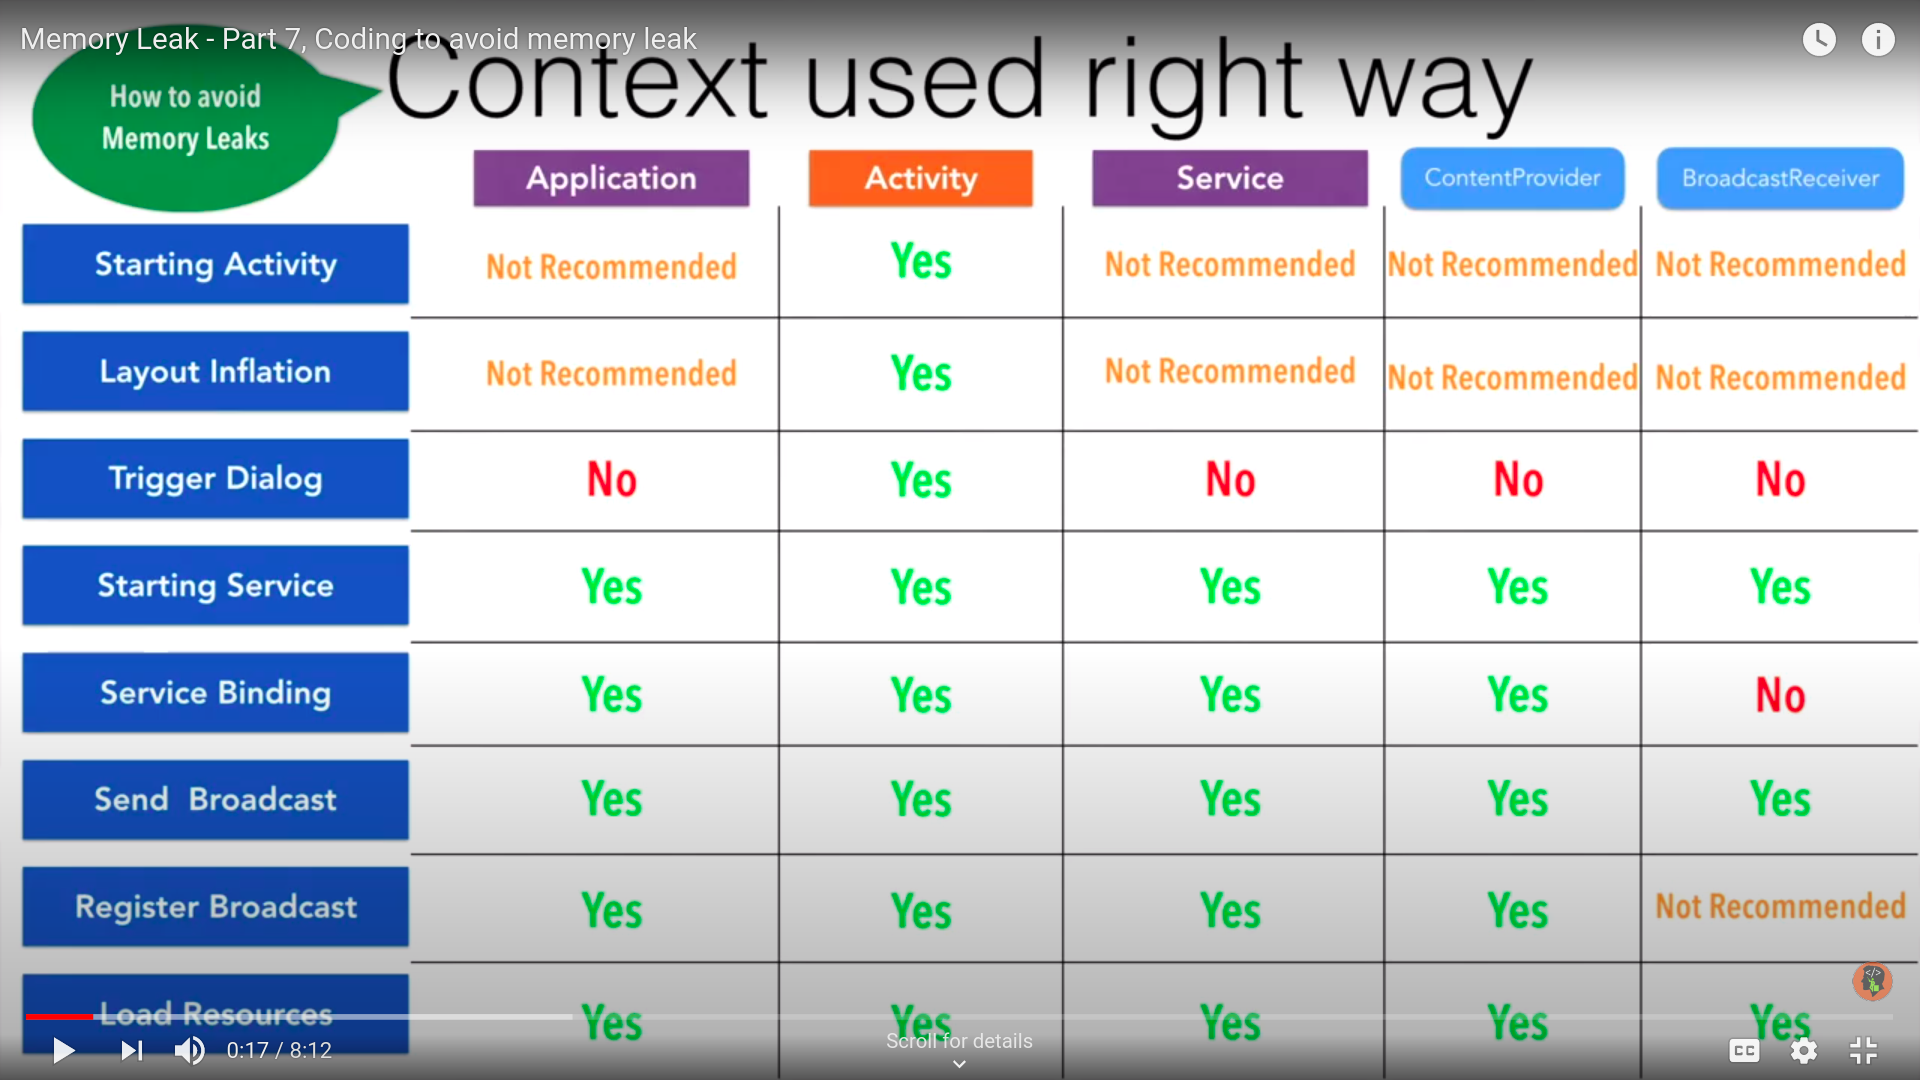 Memory Leak - Part 7, Coding to avoid memory leak
How to avoid
Memory Leaks
Context used right way
Application Activity Service ContentProvider BroadcastReceiver
Starting Activity Not Recommended Yes Not Recommended Not Recommended Not Recommended
Layout Inflation Not Recommended Yes Not Recommended Not Recommended Not Recommended
Trigger Dialog No Yes No No No
Starting Service Yes Yes Yes Yes Yes
Service Binding Yes Yes Yes Yes No
Send Broadcast Yes Yes Yes Yes Yes
Register Broadcast Yes Yes Yes Yes Not Recommended
Load Resources Yes Yes Yes Yes Yes
Scroll for details
0:17 / 8:12
CC